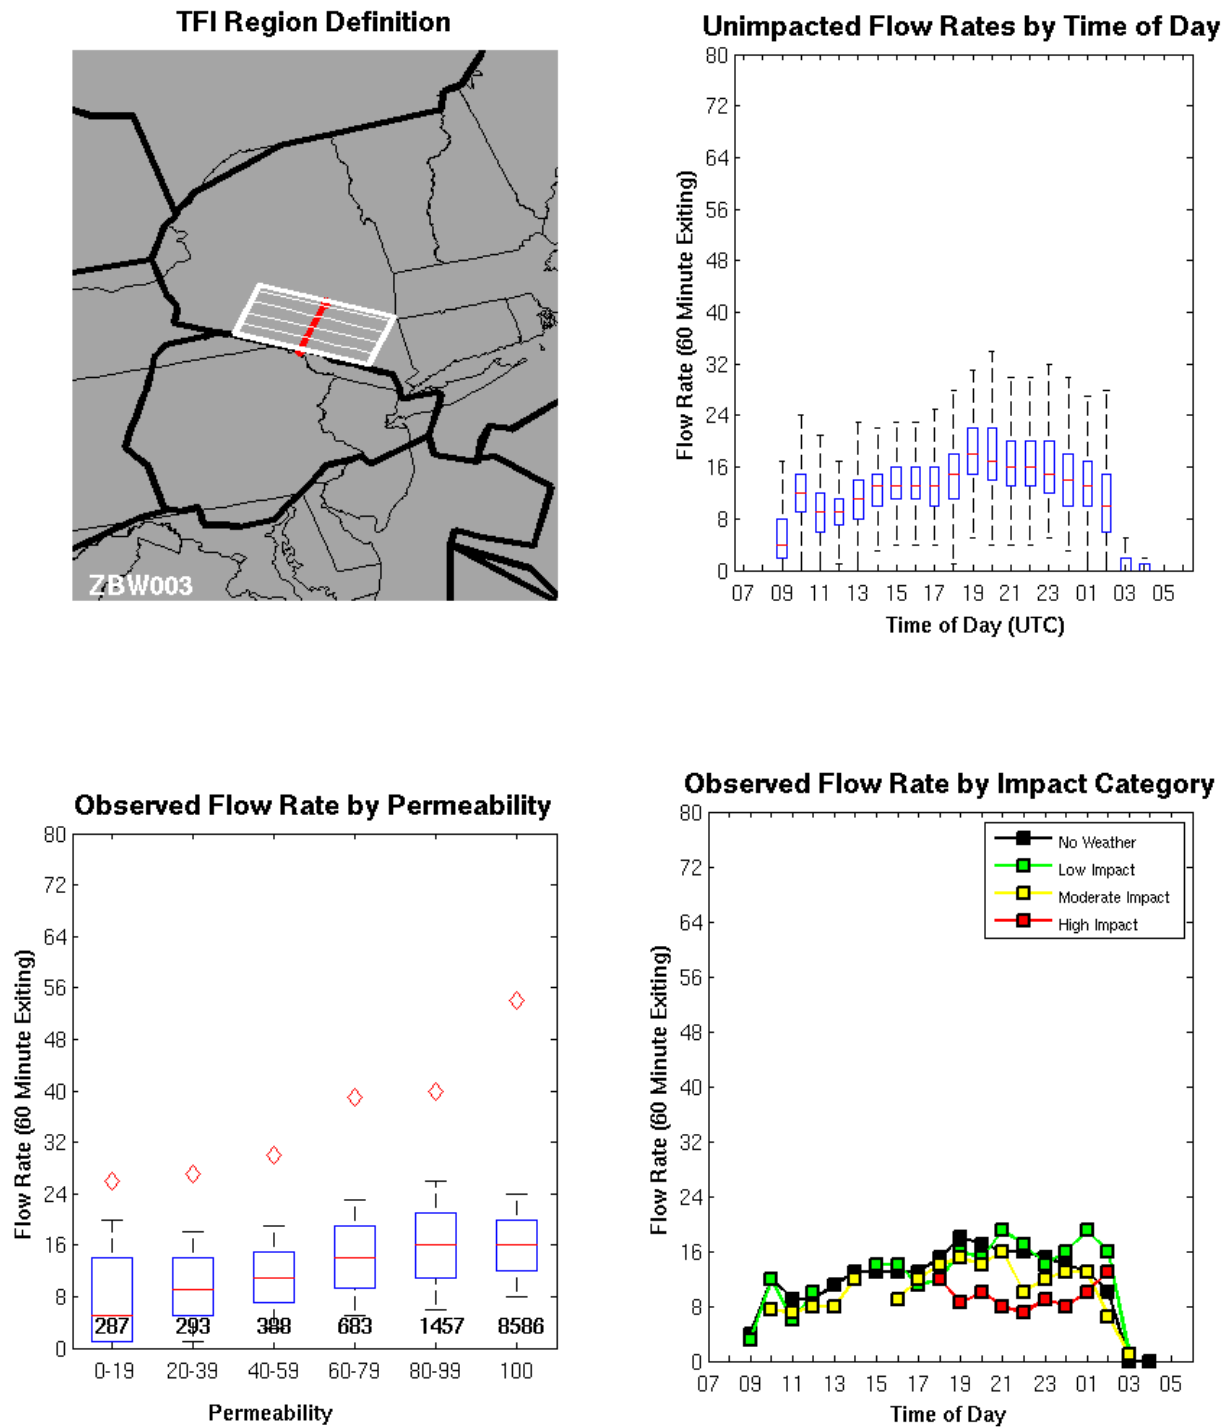 TFI Region Definition
ZBW003
Unimpacted Flow Rates by Time of Day
Flow Rate (60 Minute Exiting)
80
72
64
56
48
40
32
24
16
8
0
07 09 11 13 15 17 19 21 23 01 03 05
Time of Day (UTC)
Observed Flow Rate by Permeability
Flow Rate (60 Minute Exiting)
80
72
64
56
48
40
32
24
16
8
0
287 293 388 683 1457 8586
0-19 20-39 40-59 60-79 80-99 100
Permeability
Observed Flow Rate by Impact Category
Flow Rate (60 Minute Exiting)
80
72
64
56
48
40
32
24
16
8
0
No Weather
Low Impact
Moderate Impact
High Impact
07 09 11 13 15 17 19 21 23 01 03 05
Time of Day